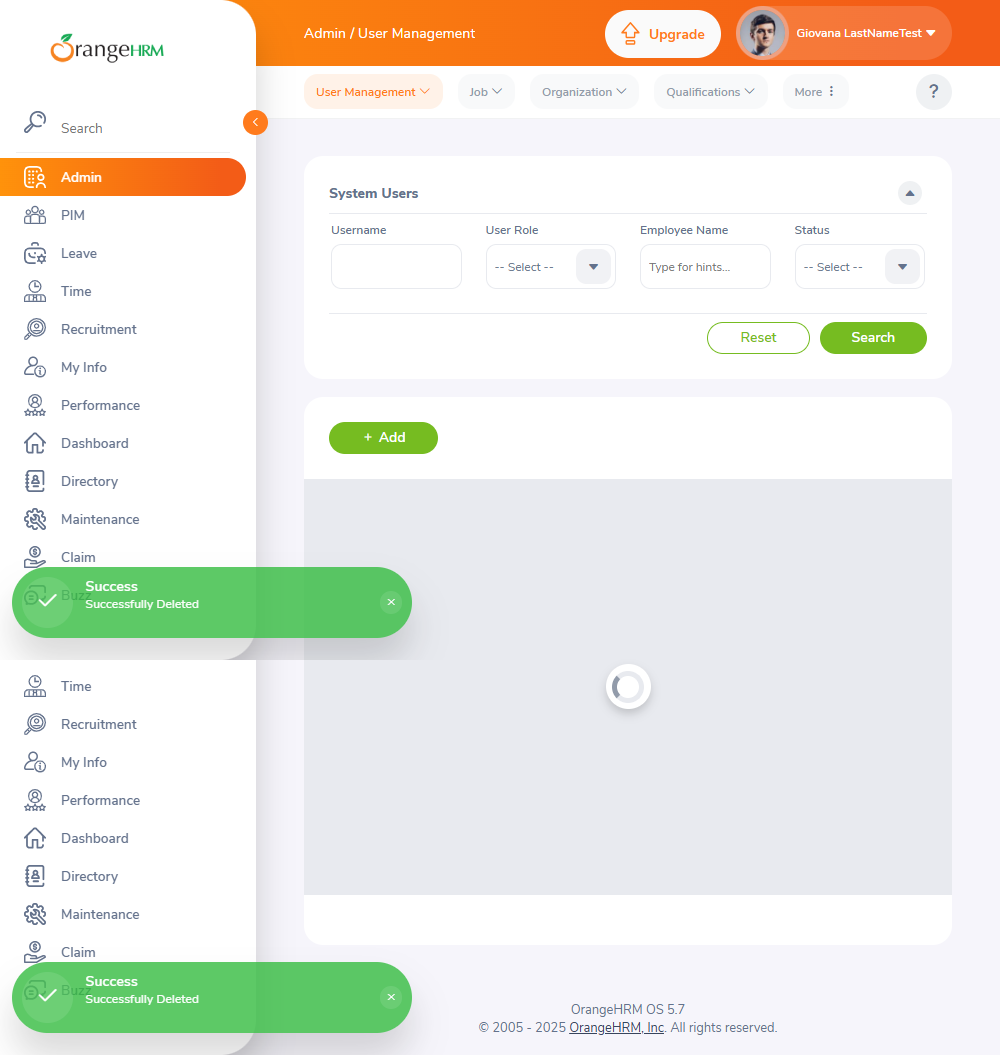 OrangeHRM
Admin / User Management
Upgrade
Giovana LastNameTest
User Management
Job
Organization
Qualifications
More
?
Search
Admin
PIM
Leave
Time
Recruitment
My Info
Performance
Dashboard
Directory
Maintenance
Claim
Buzz
Success
Successfully Deleted
System Users
Username
User Role
Employee Name
Status
-- Select --
Type for hints...
-- Select --
Reset
Search
+ Add
Time
Recruitment
My Info
Performance
Dashboard
Directory
Maintenance
Claim
Buzz
Success
Successfully Deleted
OrangeHRM OS 5.7
© 2005 - 2025 OrangeHRM, Inc. All rights reserved.